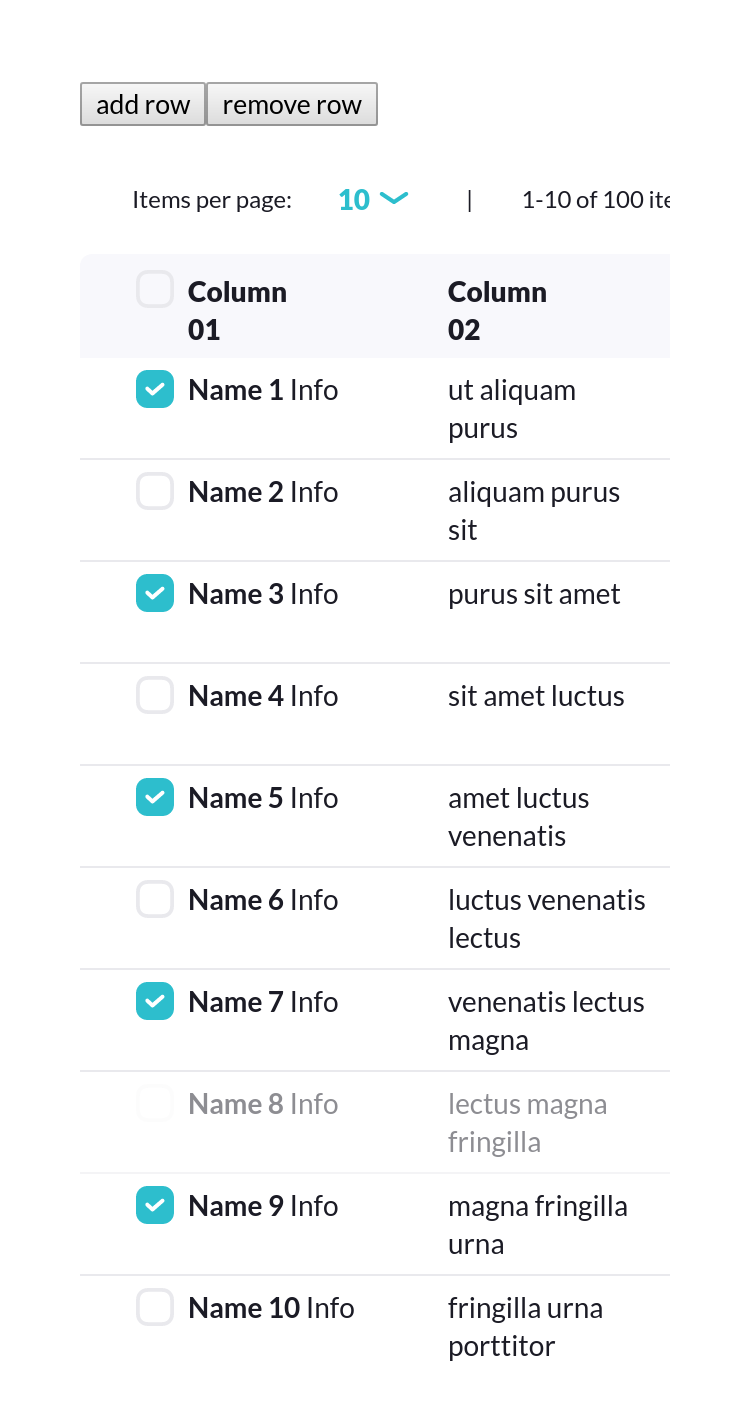 add row remove row
Items per page: 10 | 1-10 of 100 ite
Column Column
01 02
Name 1 Info ut aliquam
purus
Name 2 Info aliquam purus
sit
Name 3 Info purus sit amet
Name 4 Info sit amet luctus
Name 5 Info amet luctus
venenatis
Name 6 Info luctus venenatis
lectus
Name 7 Info venenatis lectus
magna
Name 8 Info lectus magna
fringilla
Name 9 Info magna fringilla
urna
Name 10 Info fringilla urna
porttitor